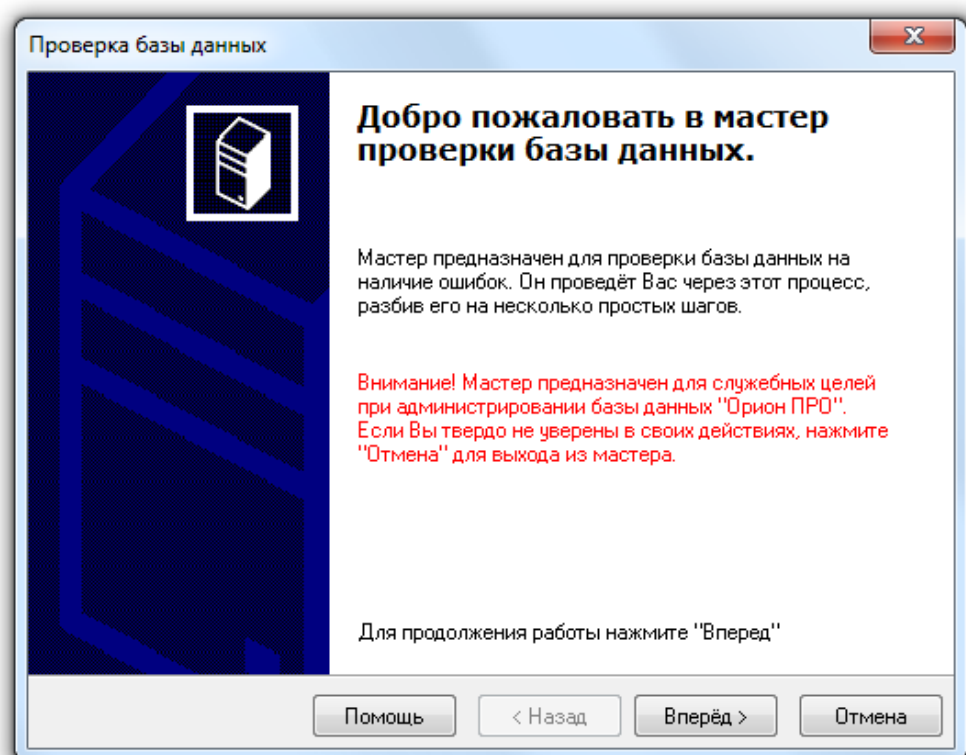 Проверка базы данных
Добро пожаловать в мастер
проверки базы данных.
Мастер предназначен для проверки базы данных на
наличие ошибок. Он проведёт Вас через этот процесс,
разбив его на несколько простых шагов.
Внимание! Мастер предназначен для служебных целей
при администрировании базы данных "Орион ПРО".
Если Вы твердо не уверены в своих действиях, нажмите
"Отмена" для выхода из мастера.
Для продолжения работы нажмите "Вперед"
Помощь < Назад Вперёд > Отмена